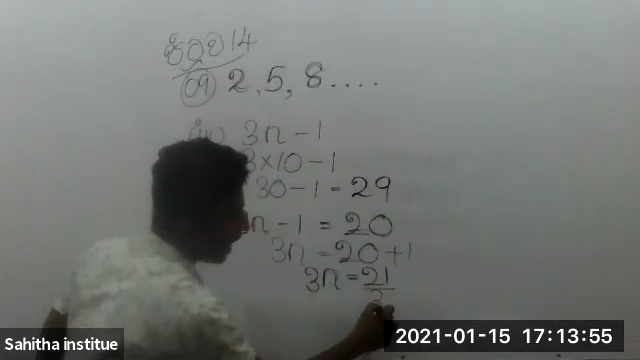 14
09 2, 5, 8 ....
3n - 1
3×10 - 1
30 - 1 = 29
n - 1 = 20
3n = 20 + 1
3n = 21
3
Sahitha institue
2021-01-15 17:13:55